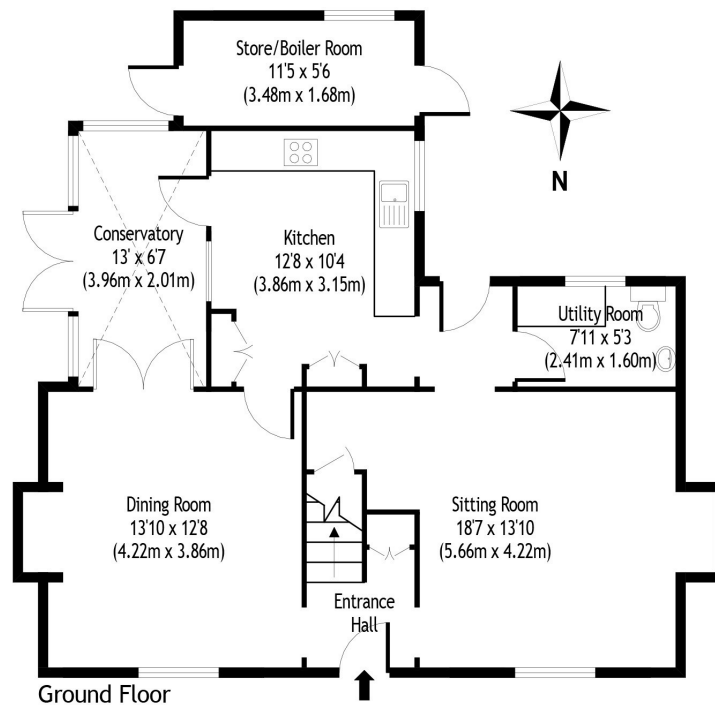 Store/Boiler Room
11'5 x 5'6
(3.48m x 1.68m)
N
Conservatory
13' x 6'7
(3.96m x 2.01m)
Kitchen
12'8 x 10'4
(3.86m x 3.15m)
Utility Room
7'11 x 5'3
(2.41m x 1.60m)
Dining Room
13'10 x 12'8
(4.22m x 3.86m)
Sitting Room
18'7 x 13'10
(5.66m x 4.22m)
Entrance
Hall
Ground Floor